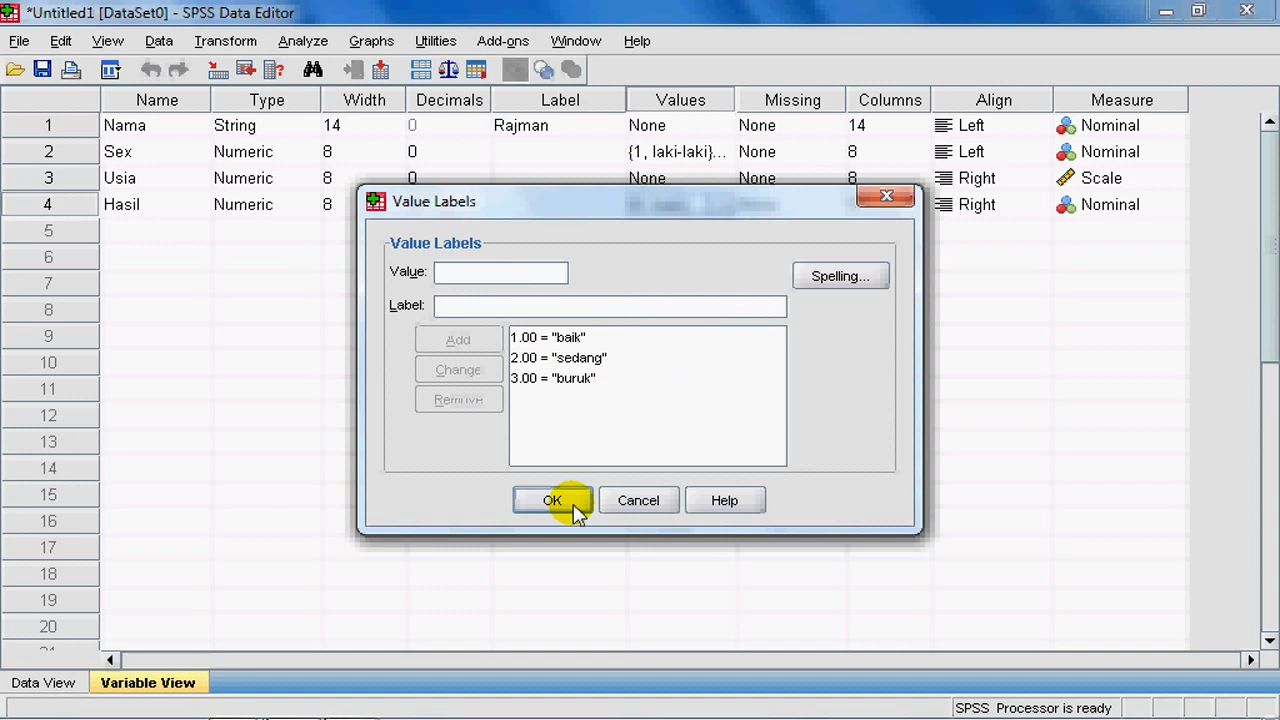 *Untitled1 [DataSet0] - SPSS Data Editor
File Edit View Data Transform Analyze Graphs Utilities Add-ons Window Help
Name Type Width Decimals Label Values Missing Columns Align Measure
1 Nama String 14 0 Rajman None None 14 Left Nominal
2 Sex Numeric 8 0 {1, laki-laki}... None 8 Left Nominal
3 Usia Numeric 8 0 None None 8 Right Scale
4 Hasil Numeric 8 Right Nominal
Value Labels
5
Value Labels
6
Value: Spelling...
7
Label:
8
9
Add 1.00 = "baik"
2.00 = "sedang"
10
Change 3.00 = "buruk"
11
Remove
12
13
14
15
OK Cancel Help
16
17
18
19
20
Data View Variable View
SPSS Processor is ready